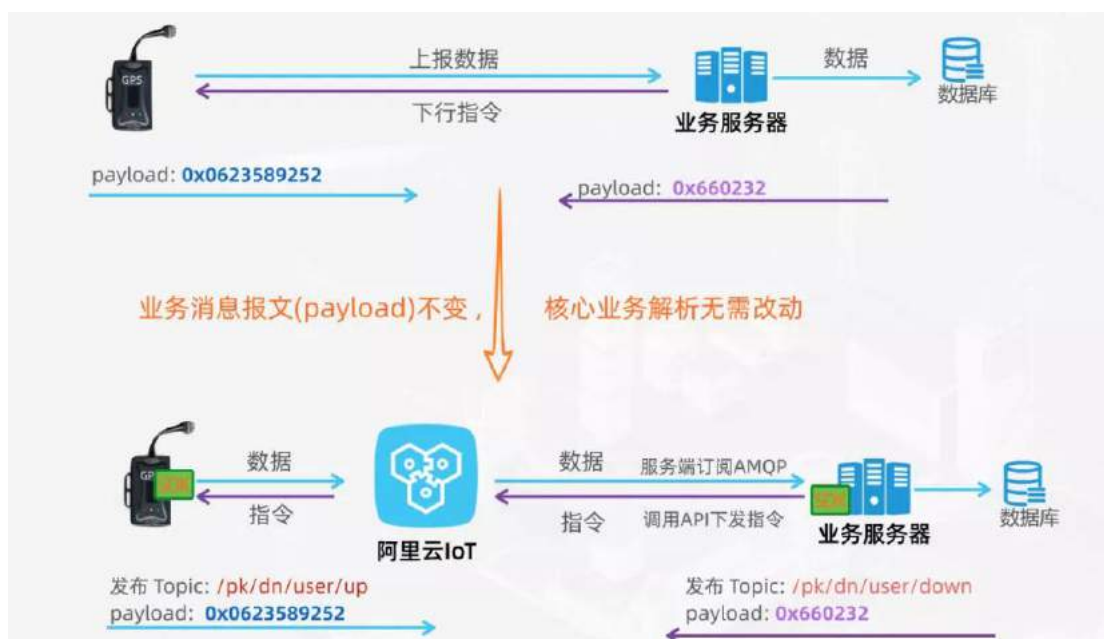 GPS
上报数据
下行指令
业务服务器
数据
数据库
payload: 0x0623589252
payload: 0x660232
业务消息报文(payload)不变，
核心业务解析无需改动
数据
指令
阿里云IoT
数据
服务端订阅AMQP
指令
调用API下发指令
业务服务器
数据库
发布 Topic: /pk/dn/user/up
payload: 0x0623589252
发布 Topic: /pk/dn/user/down
payload: 0x660232